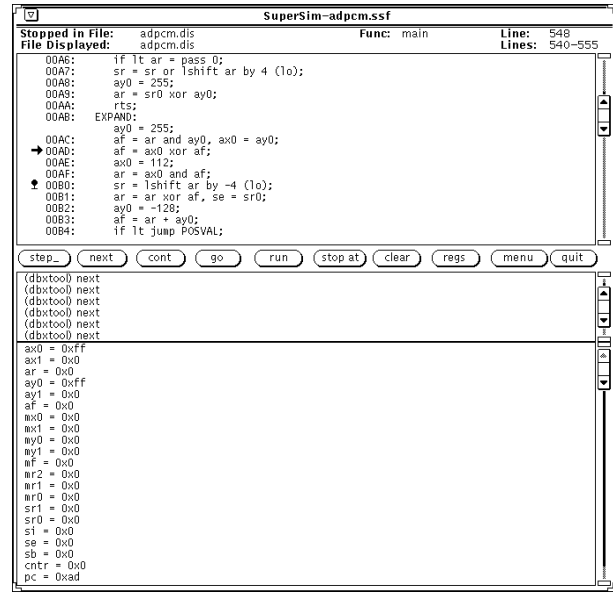 SuperSim-adpcm.ssf
Stopped in File: adpcm.dis Func: main Line: 548
File Displayed: adpcm.dis Lines: 540-555
00A6: if lt ar = pass 0;
00A7: sr = sr or lshift ar by 4 (lo);
00A8: ay0 = 255;
00A9: ar = sr0 xor ay0;
00AA: rts;
00AB: EXPAND:
ay0 = 255;
00AC: af = ar and ay0, ax0 = ay0;
00AD: af = ax0 xor af;
00AE: ax0 = 112;
00AF: ar = ax0 and af;
00B0: sr = lshift ar by -4 (lo);
00B1: ar = ar xor af, se = sr0;
00B2: ay0 = -128;
00B3: af = ar + ay0;
00B4: if lt jump POSVAL;
step_ next cont go run stop at clear regs menu quit
(dbxtool) next
(dbxtool) next
(dbxtool) next
(dbxtool) next
(dbxtool) next
(dbxtool) next
ax0 = 0xff
ax1 = 0x0
ar = 0x0
ay0 = 0xff
ay1 = 0x0
af = 0x0
mx0 = 0x0
mx1 = 0x0
my0 = 0x0
my1 = 0x0
mf = 0x0
mr2 = 0x0
mr1 = 0x0
mr0 = 0x0
sr1 = 0x0
sr0 = 0x0
si = 0x0
se = 0x0
sb = 0x0
cntr = 0x0
pc = 0xad